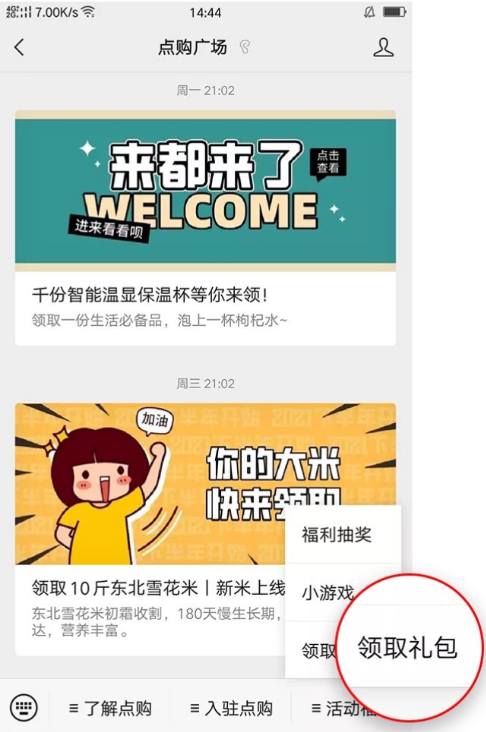 46 7.00K/s
14:44
点购广场
周一 21:02
来都来了
点击
查看
WELCOME
进来看看呗
千份智能温显保温杯等你来领!
领取一份生活必备品，泡上一杯枸杞水~
周三 21:02
加油
你的大米
快来领取
领取10斤东北雪花米丨新米上线
东北雪花米初霜收割，180天慢生长期，
达，营养丰富。
福利抽奖
小游戏
领取
领取礼包
了解点购
入驻点购
活动福